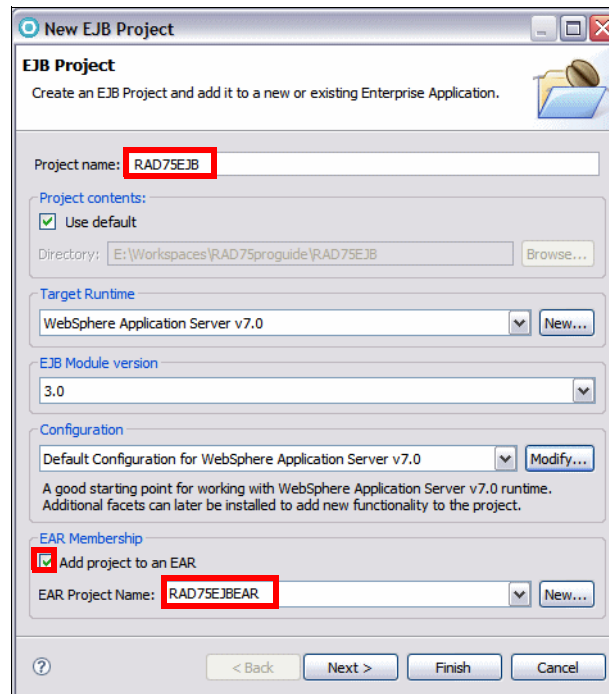 New EJB Project
EJB Project
Create an EJB Project and add it to a new or existing Enterprise Application.
Project name: RAD75EJB
Project contents:
Use default
Directory: E:\Workspaces\RAD75proguide\RAD75EJB Browse...
Target Runtime
WebSphere Application Server v7.0 New...
EJB Module version
3.0
Configuration
Default Configuration for WebSphere Application Server v7.0 Modify...
A good starting point for working with WebSphere Application Server v7.0 runtime.
Additional facets can later be installed to add new functionality to the project.
EAR Membership
Add project to an EAR
EAR Project Name: RAD75EJBEAR New...
? < Back Next > Finish Cancel